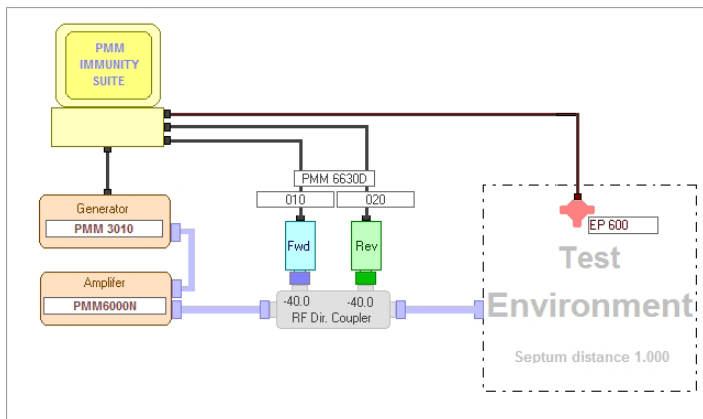 PMM
IMMUNITY
SUITE
PMM 6630D
010
020
Generator
PMM 3010
Fwd
Rev
EP 600
Test
Environment
Amplifer
PMM6000N
-40.0
-40.0
RF Dir. Coupler
Septum distance 1.000